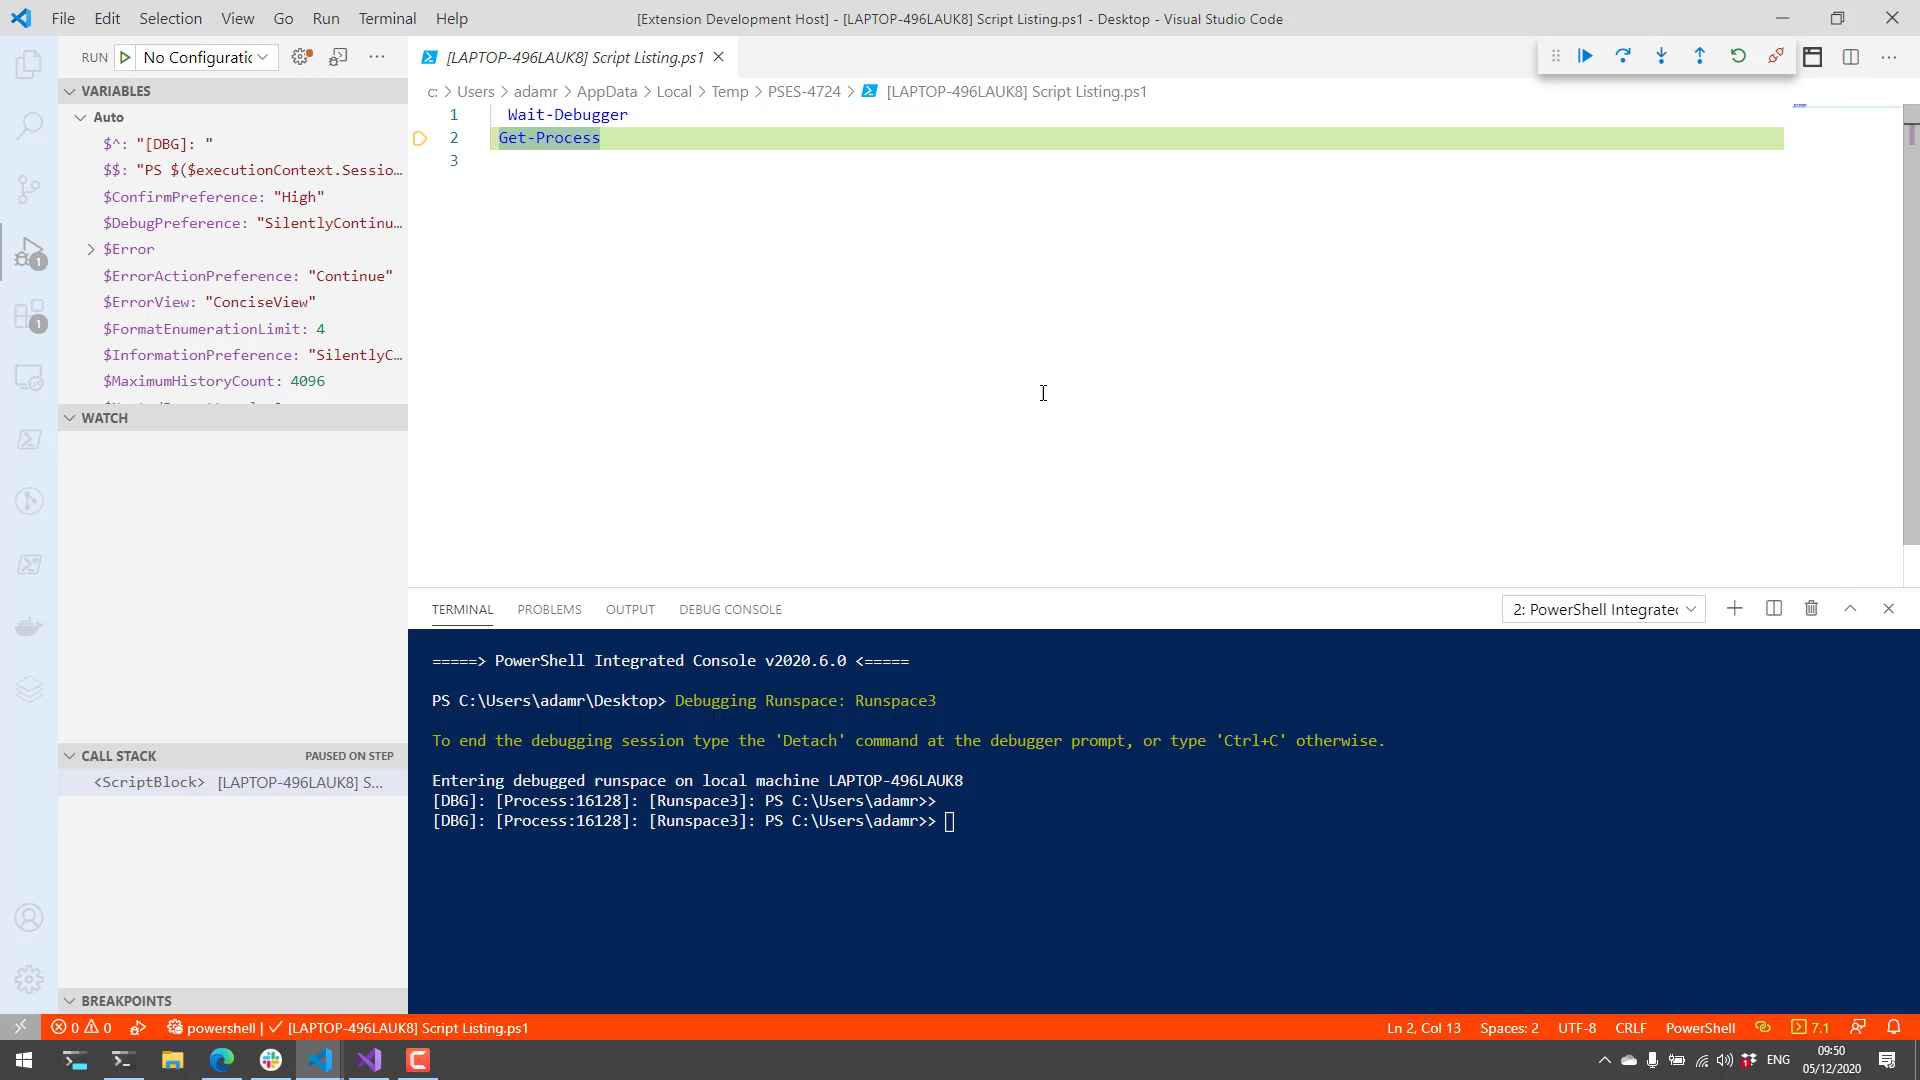 File Edit Selection View Go Run Terminal Help
[Extension Development Host] - [LAPTOP-496LAUK8] Script Listing.ps1 - Desktop - Visual Studio Code
RUN No Configuratic
[LAPTOP-496LAUK8] Script Listing.ps1
c: > Users > adamr > AppData > Local > Temp > PSES-4724 > [LAPTOP-496LAUK8] Script Listing.ps1
VARIABLES
Auto
$^: "[DBG]: "
$$: "PS $($executionContext.Sessio…
$ConfirmPreference: "High"
$DebugPreference: "SilentlyContinu…
$Error
$ErrorActionPreference: "Continue"
$ErrorView: "ConciseView"
$FormatEnumerationLimit: 4
$InformationPreference: "SilentlyC…
$MaximumHistoryCount: 4096
1 Wait-Debugger
2 Get-Process
3
WATCH
CALL STACK PAUSED ON STEP
<ScriptBlock> [LAPTOP-496LAUK8] S...
BREAKPOINTS
1
1
TERMINAL PROBLEMS OUTPUT DEBUG CONSOLE
2: PowerShell Integrated
=====> PowerShell Integrated Console v2020.6.0 <=====
PS C:\Users\adamr\Desktop> Debugging Runspace: Runspace3
To end the debugging session type the 'Detach' command at the debugger prompt, or type 'Ctrl+C' otherwise.
Entering debugged runspace on local machine LAPTOP-496LAUK8
[DBG]: [Process:16128]: [Runspace3]: PS C:\Users\adamr>>
[DBG]: [Process:16128]: [Runspace3]: PS C:\Users\adamr>>
0 0 powershell | [LAPTOP-496LAUK8] Script Listing.ps1
Ln 2, Col 13 Spaces: 2 UTF-8 CRLF PowerShell 7.1
ENG
09:50
05/12/2020